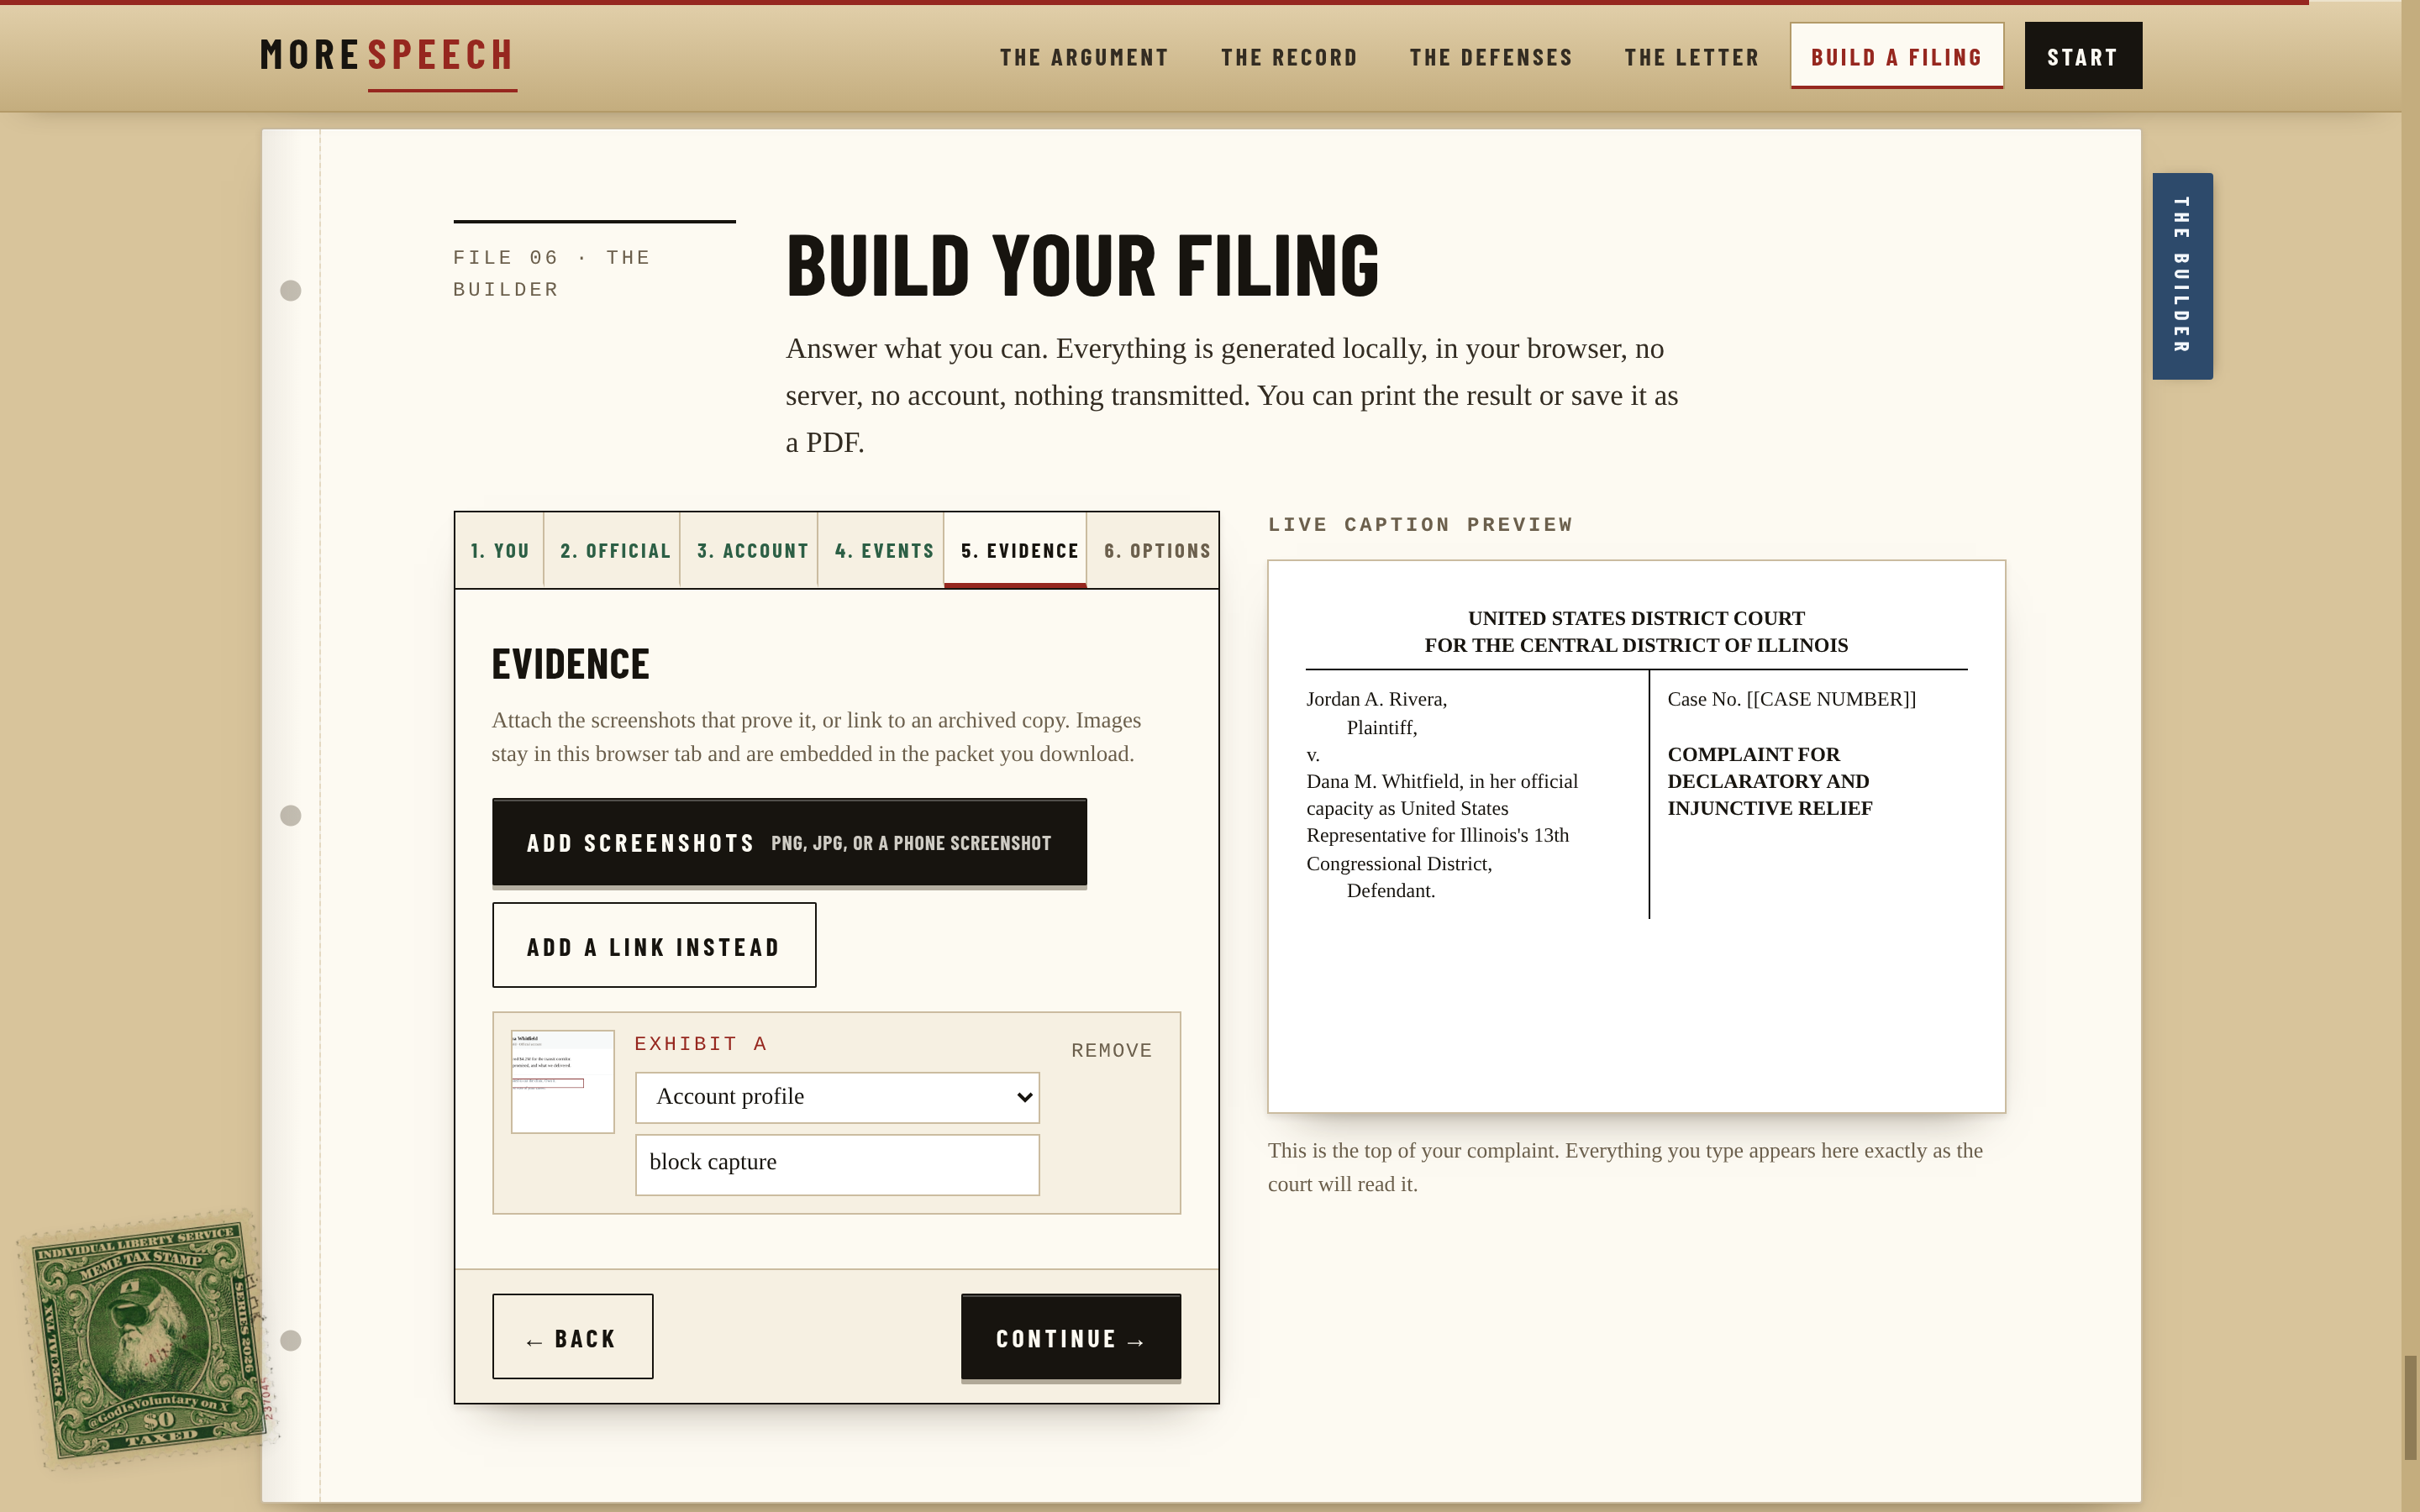 MORE SPEECH
THE ARGUMENT
THE RECORD
THE DEFENSES
THE LETTER
BUILD A FILING
START
THE BUILDER
FILE 06 · THE
BUILDER
BUILD YOUR FILING
Answer what you can. Everything is generated locally, in your browser, no
server, no account, nothing transmitted. You can print the result or save it as
a PDF.
1. YOU
2. OFFICIAL
3. ACCOUNT
4. EVENTS
5. EVIDENCE
6. OPTIONS
EVIDENCE
Attach the screenshots that prove it, or link to an archived copy. Images
stay in this browser tab and are embedded in the packet you download.
ADD SCREENSHOTS PNG, JPG, OR A PHONE SCREENSHOT
ADD A LINK INSTEAD
EXHIBIT A
REMOVE
Account profile
block capture
← BACK
CONTINUE →
LIVE CAPTION PREVIEW
UNITED STATES DISTRICT COURT
FOR THE CENTRAL DISTRICT OF ILLINOIS
Jordan A. Rivera,
Plaintiff,
v.
Dana M. Whitfield, in her official
capacity as United States
Representative for Illinois's 13th
Congressional District,
Defendant.
Case No. [[CASE NUMBER]]
COMPLAINT FOR
DECLARATORY AND
INJUNCTIVE RELIEF
This is the top of your complaint. Everything you type appears here exactly as the
court will read it.
INDIVIDUAL LIBERTY SERVICE
MEME TAX STAMP
SPECIAL TAX
SERIES 2026
@GodIsVoluntary on X
$0
TAXED